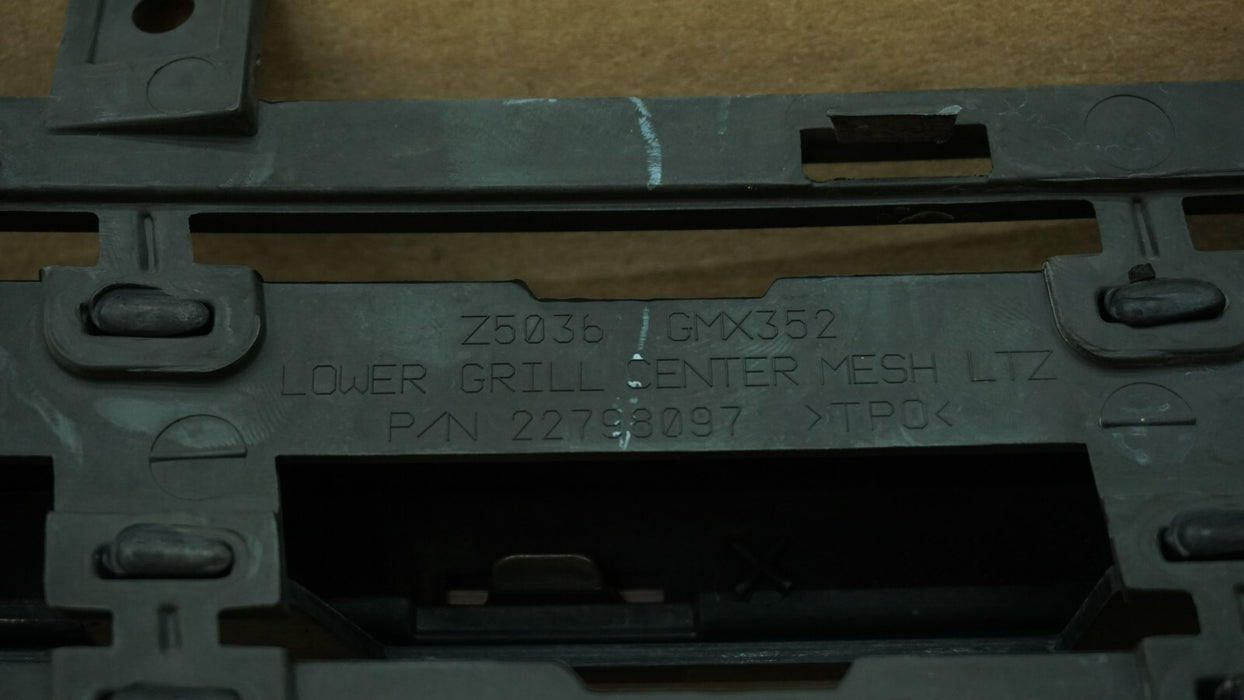 Z5036 GMX352
LOWER GRILL CENTER MESH LTZ
P/N 22798097 >TPO<